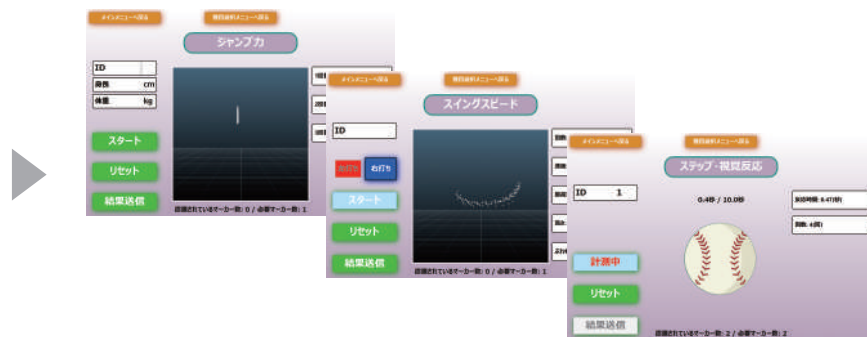 メインメニューへ戻る
種目選択メニューへ戻る
ジャンプ力
ID
身長 cm
体重 kg
スタート
リセット
結果送信
認識されているマーカー数: 0 / 必要マーカー数: 1
メインメニューへ戻る
種目選択メニューへ戻る
スイングスピード
ID
右打ち
スタート
リセット
結果送信
認識されているマーカー数: 0 / 必要マーカー数: 1
メインメニューへ戻る
種目選択メニューへ戻る
ステップ・視覚反応
ID 1
0.4秒 / 10.0秒
計測中
リセット
結果送信
認識されているマーカー数: 2 / 必要マーカー数: 2